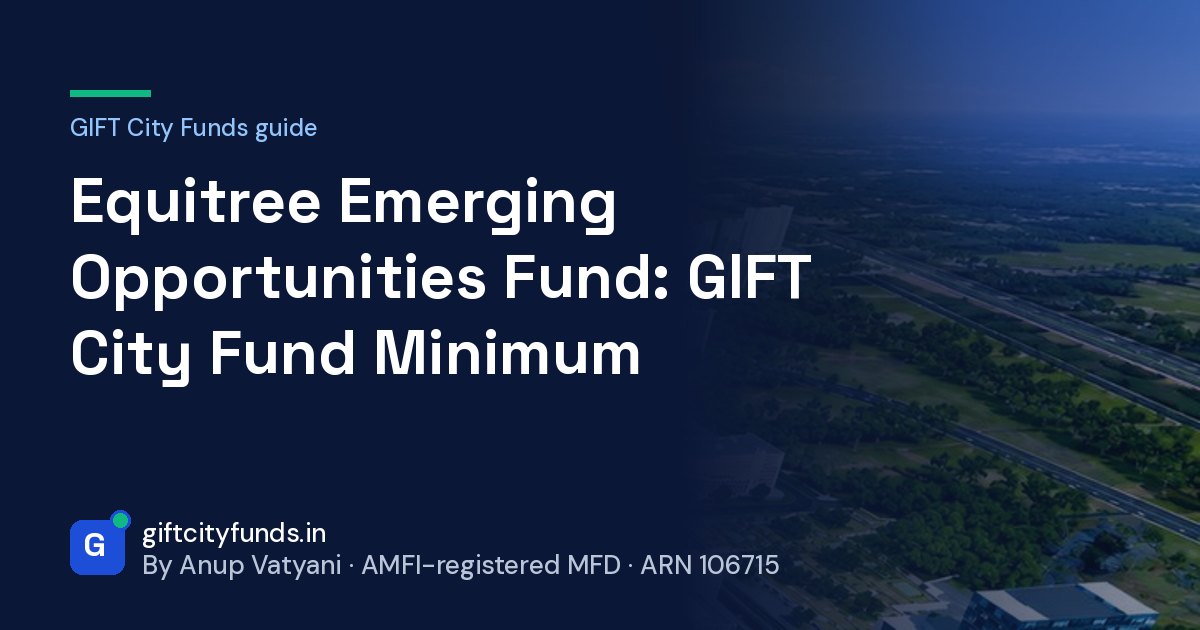 GIFT City Funds guide
Equitree Emerging
Opportunities Fund: GIFT
City Fund Minimum
G
giftcityfunds.in
By Anup Vatyani · AMFI-registered MFD · ARN 106715